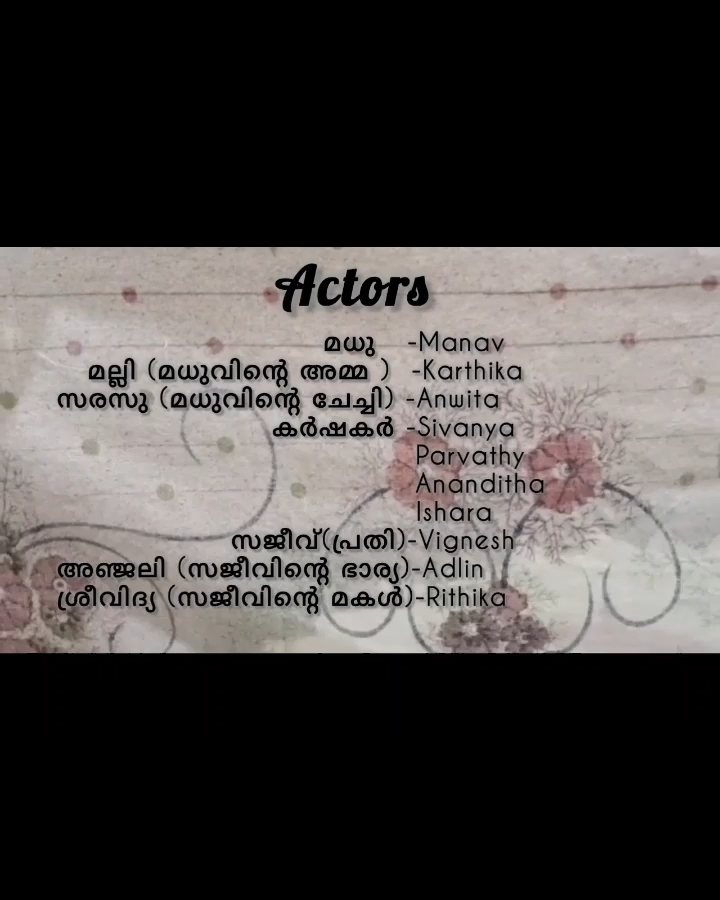 Actors
മധു -Manav
മല്ലി (മധുവിന്റെ അമ്മ ) -Karthika
സരസു (മധുവിന്റെ ചേച്ചി) -Anwita
കർഷകർ -Sivanya
Parvathy
Ananditha
Ishara
സജീവ്(പ്രതി)-Vignesh
അഞ്ജലി (സജീവിന്റെ ഭാര്യ)-Adlin
ശ്രീവിദ്യ (സജീവിന്റെ മകൾ)-Rithika